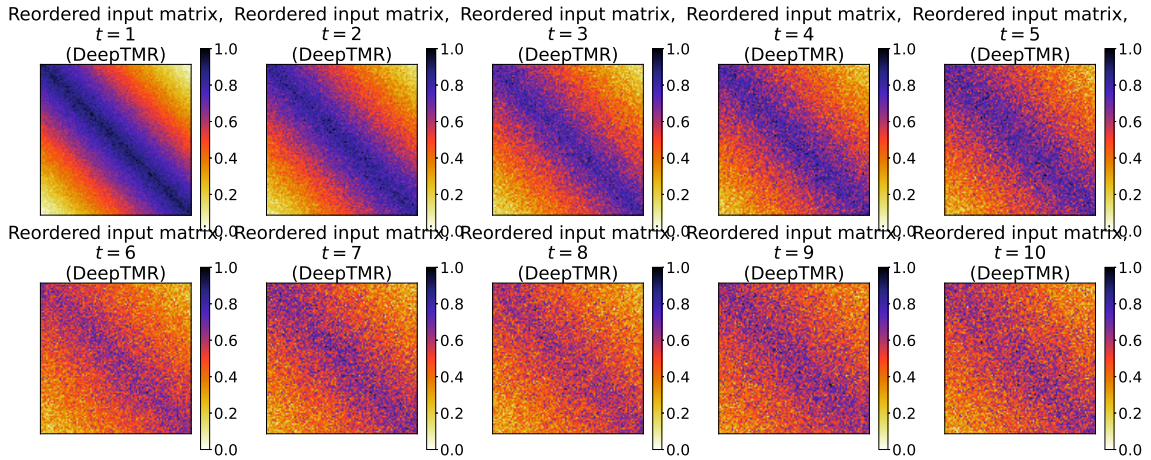 Reordered input matrix, Reordered input matrix, Reordered input matrix, Reordered input matrix, Reordered input matrix,
t = 1 t = 2 t = 3 t = 4 t = 5
(DeepTMR) (DeepTMR) (DeepTMR) (DeepTMR) (DeepTMR)
1.0 1.0 1.0 1.0 1.0
0.8 0.8 0.8 0.8 0.8
0.6 0.6 0.6 0.6 0.6
0.4 0.4 0.4 0.4 0.4
0.2 0.2 0.2 0.2 0.2
0.0 0.0 0.0 0.0 0.0
Reordered input matrix, Reordered input matrix, Reordered input matrix, Reordered input matrix, Reordered input matrix,
t = 6 t = 7 t = 8 t = 9 t = 10
(DeepTMR) (DeepTMR) (DeepTMR) (DeepTMR) (DeepTMR)
1.0 1.0 1.0 1.0 1.0
0.8 0.8 0.8 0.8 0.8
0.6 0.6 0.6 0.6 0.6
0.4 0.4 0.4 0.4 0.4
0.2 0.2 0.2 0.2 0.2
0.0 0.0 0.0 0.0 0.0